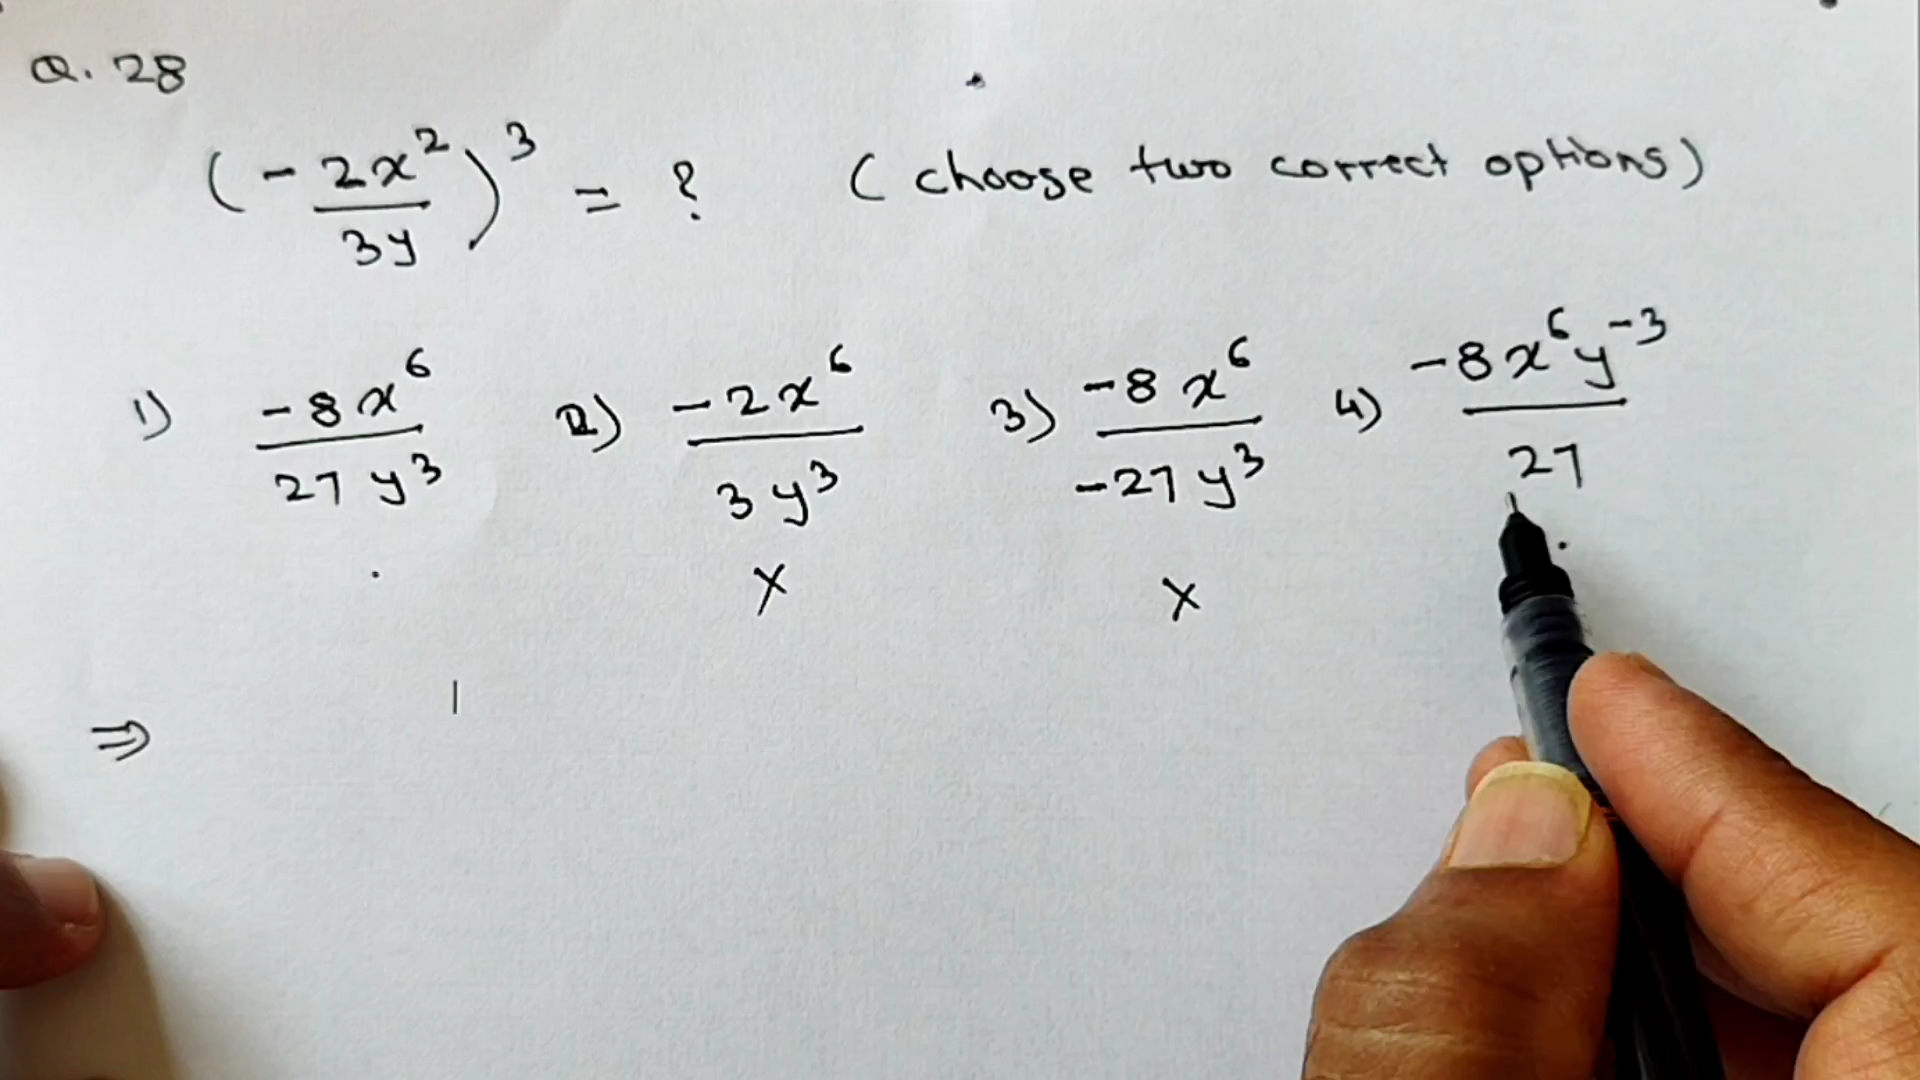 Q. 28
(-2x²/3y)³ = ? (choose two correct options)
1) -8x⁶/27y³ 2) -2x⁶/3y³ 3) -8x⁶/-27y³ 4) -8x⁶y⁻³/27
. x x .
⇒ |